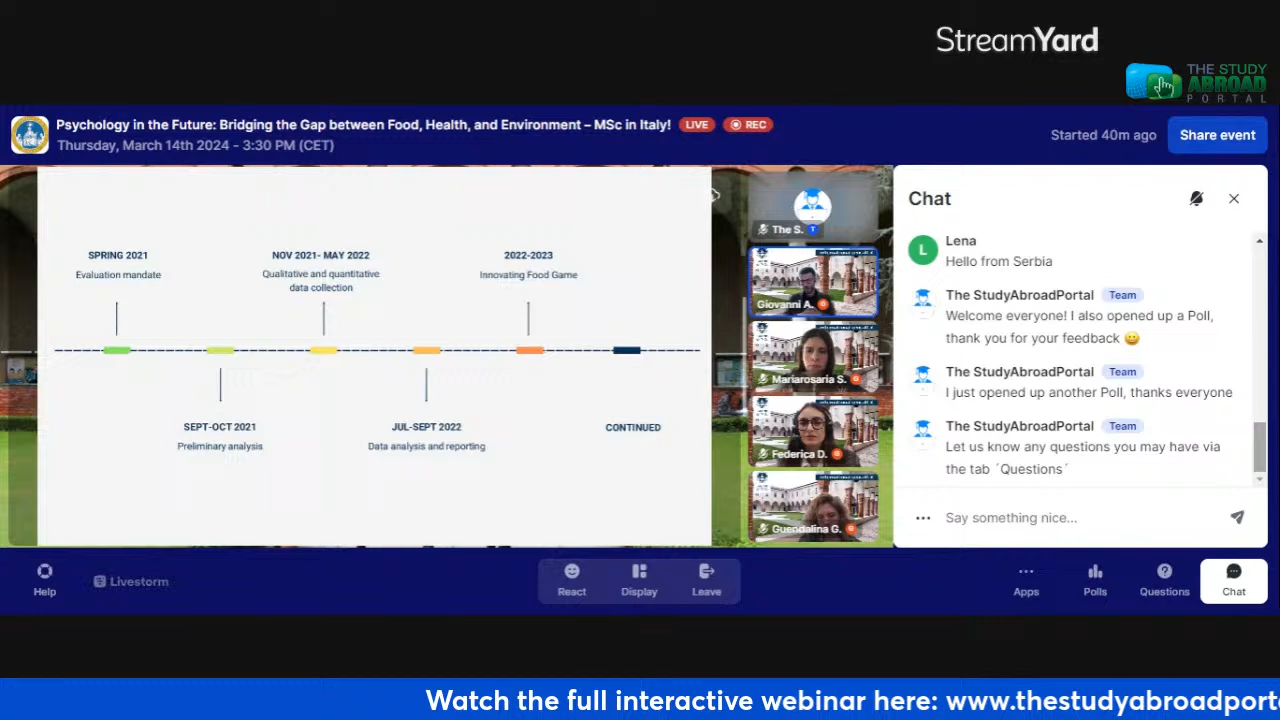 StreamYard
THE STUDY
ABROAD
PORTAL
Psychology in the Future: Bridging the Gap between Food, Health, and Environment – MSc in Italy!
LIVE
REC
Thursday, March 14th 2024 - 3:30 PM (CET)
Started 40m ago
Share event
SPRING 2021
Evaluation mandate
NOV 2021- MAY 2022
Qualitative and quantitative
data collection
2022-2023
Innovating Food Game
SEPT-OCT 2021
Preliminary analysis
JUL-SEPT 2022
Data analysis and reporting
CONTINUED
The S.
T
Giovanni A.
Mariarosaria S.
Federica D.
Guendalina G.
Chat
L
Lena
Hello from Serbia
The StudyAbroadPortal Team
Welcome everyone! I also opened up a Poll,
thank you for your feedback 😀
The StudyAbroadPortal Team
I just opened up another Poll, thanks everyone
The StudyAbroadPortal Team
Let us know any questions you may have via
the tab ´Questions´
Say something nice...
Help
Livestorm
React
Display
Leave
Apps
Polls
Questions
Chat
Watch the full interactive webinar here: www.thestudyabroadport